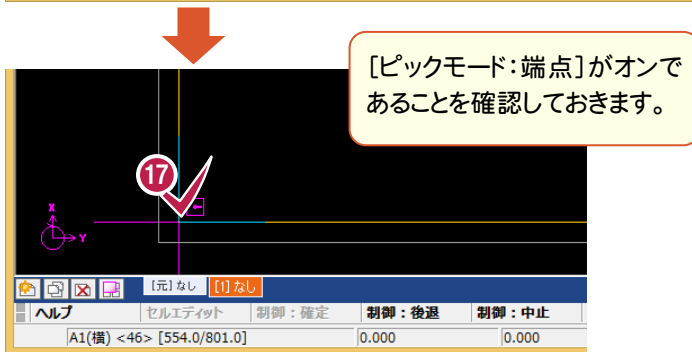 [ピックモード：端点]がオンで
あることを確認しておきます。
17
X
Y
[元] なし [1] なし
ヘルプ セルエディット 制御：確定 制御：後退 制御：中止
A1(横) <46> [554.0/801.0] 0.000 0.000